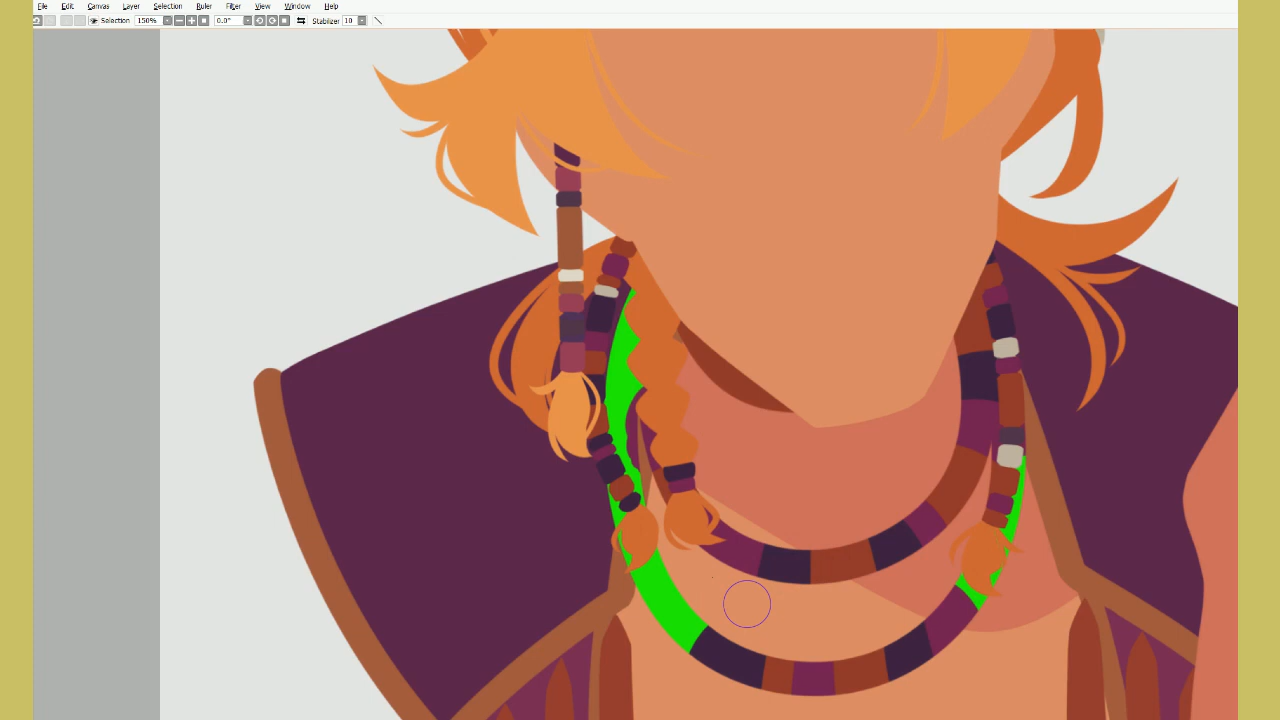 File Edit Canvas Layer Selection Ruler Filter View Window Help
Selection 150% 0.0° Stabilizer 10